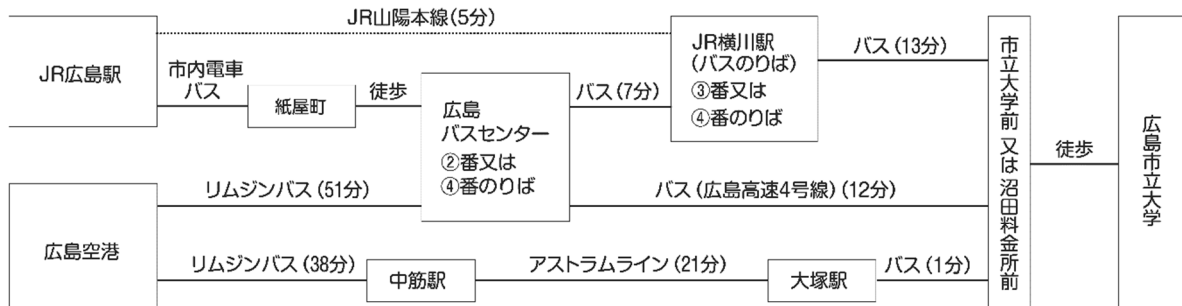 JR山陽本線(5分)
JR広島駅
市内電車
バス
紙屋町
徒歩
広島
バスセンター
②番又は
④番のりば
バス(7分)
JR横川駅
(バスのりば)
③番又は
④番のりば
バス(13分)
リムジンバス(51分)
バス(広島高速4号線)(12分)
広島空港
リムジンバス(38分)
中筋駅
アストラムライン(21分)
大塚駅
バス(1分)
市立大学前 又は 沼田料金所前
徒歩
広島市立大学